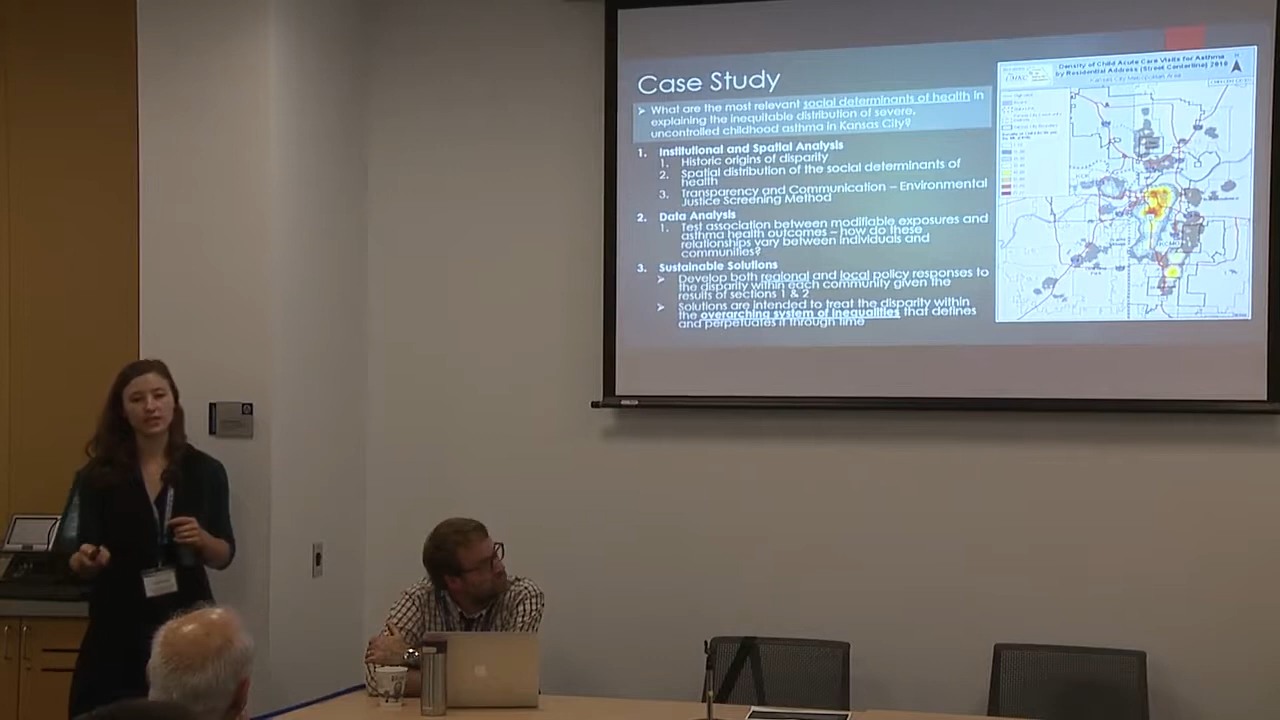 Case Study
➢ What are the most relevant social determinants of health in
explaining the inequitable distribution of severe,
uncontrolled childhood asthma in Kansas City?
1. Institutional and Spatial Analysis
1. Historic origins of disparity
2. Spatial distribution of the social determinants of
health
3. Transparency and Communication – Environmental
Justice Screening Method
2. Data Analysis
1. Test association between modifiable exposures and
asthma health outcomes – how do these
relationships vary between individuals and
communities?
3. Sustainable Solutions
➢ Develop both regional and local policy responses to
the disparity within each community given the
results of sections 1 & 2
➢ Solutions are intended to treat the disparity within
the overarching system of inequalities that defines
and perpetuates it through time
Density of Child Acute Care Visits for Asthma
by Residential Address (Street Centerline) 2010
Kansas City Metropolitan Area
UMKC